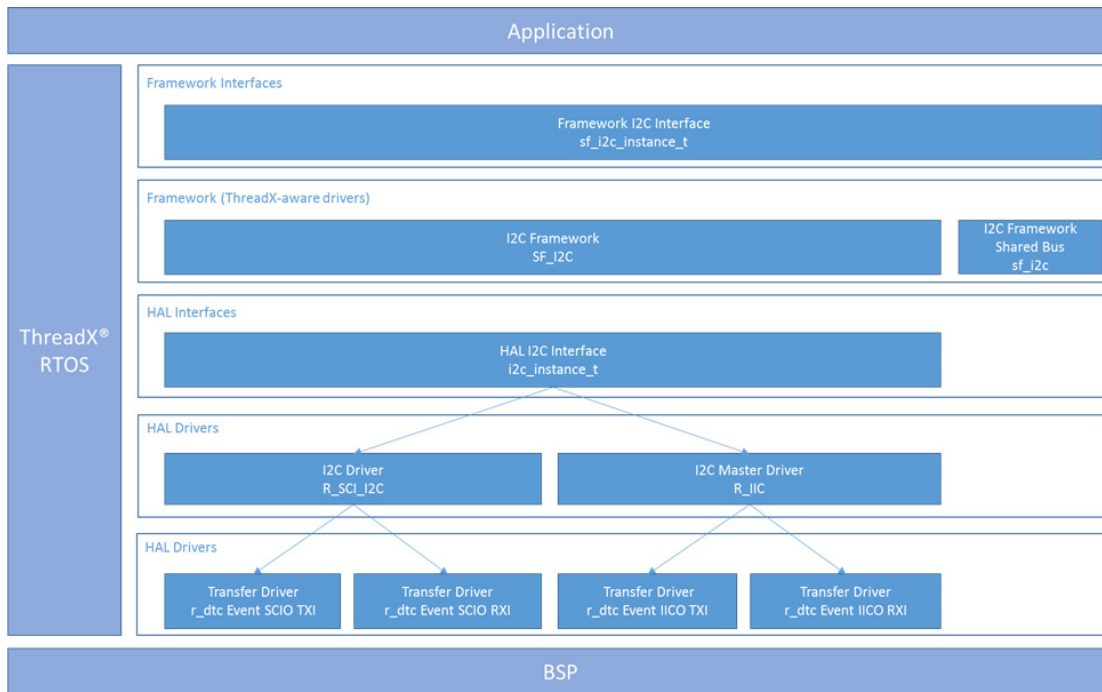 Application
ThreadX®
RTOS
Framework Interfaces
Framework I2C Interface
sf_i2c_instance_t
Framework (ThreadX-aware drivers)
I2C Framework
SF_I2C
I2C Framework
Shared Bus
sf_i2c
HAL Interfaces
HAL I2C Interface
i2c_instance_t
HAL Drivers
I2C Driver
R_SCI_I2C
I2C Master Driver
R_IIC
HAL Drivers
Transfer Driver
r_dtc Event SCIO TXI
Transfer Driver
r_dtc Event SCIO RXI
Transfer Driver
r_dtc Event IICO TXI
Transfer Driver
r_dtc Event IICO RXI
BSP